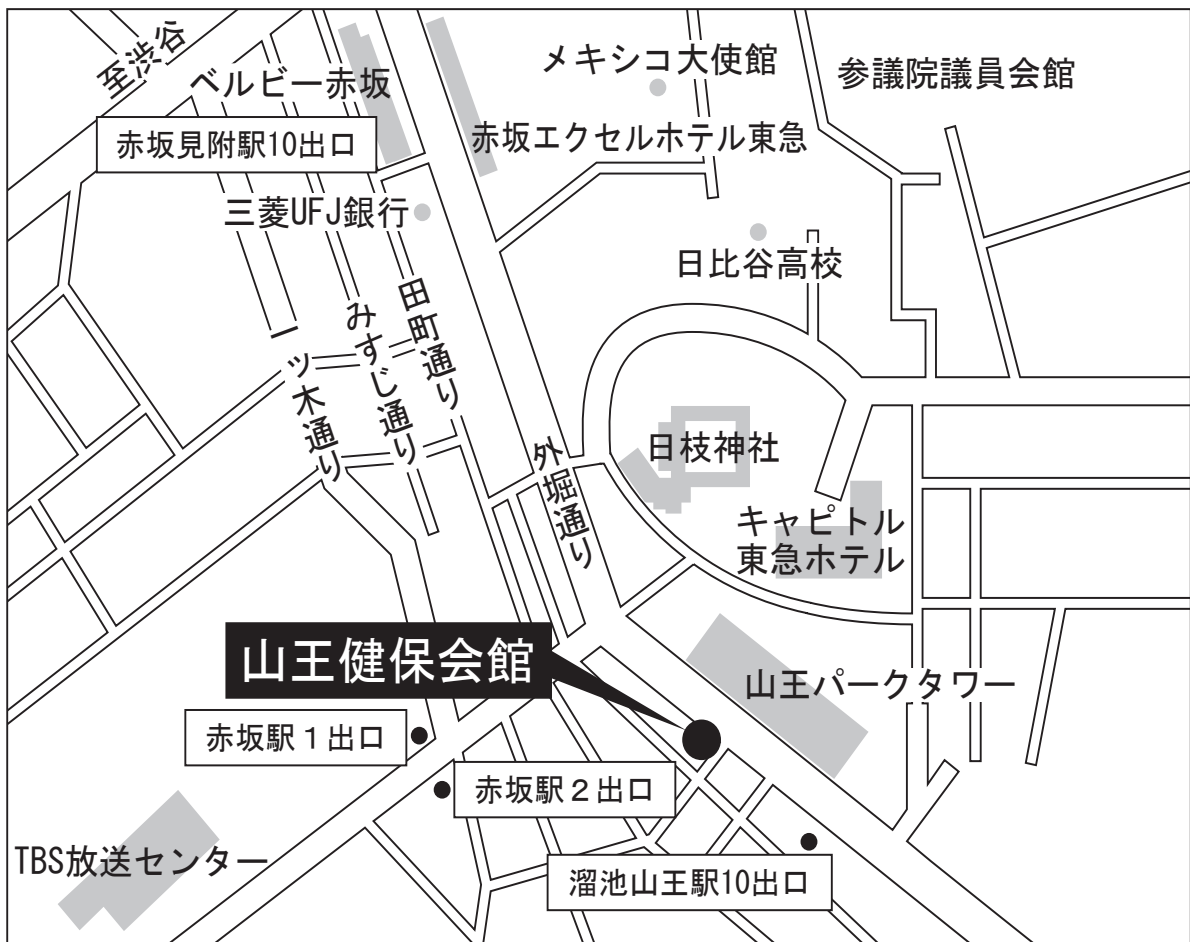 至渋谷
ベルビー赤坂
メキシコ大使館
参議院議員会館
赤坂見附駅10出口
赤坂エクセルホテル東急
三菱UFJ銀行
日比谷高校
田町通り
みすじ通り
一ツ木通り
外堀通り
日枝神社
キャピトル
東急ホテル
山王健保会館
山王パークタワー
赤坂駅１出口
赤坂駅２出口
TBS放送センター
溜池山王駅10出口